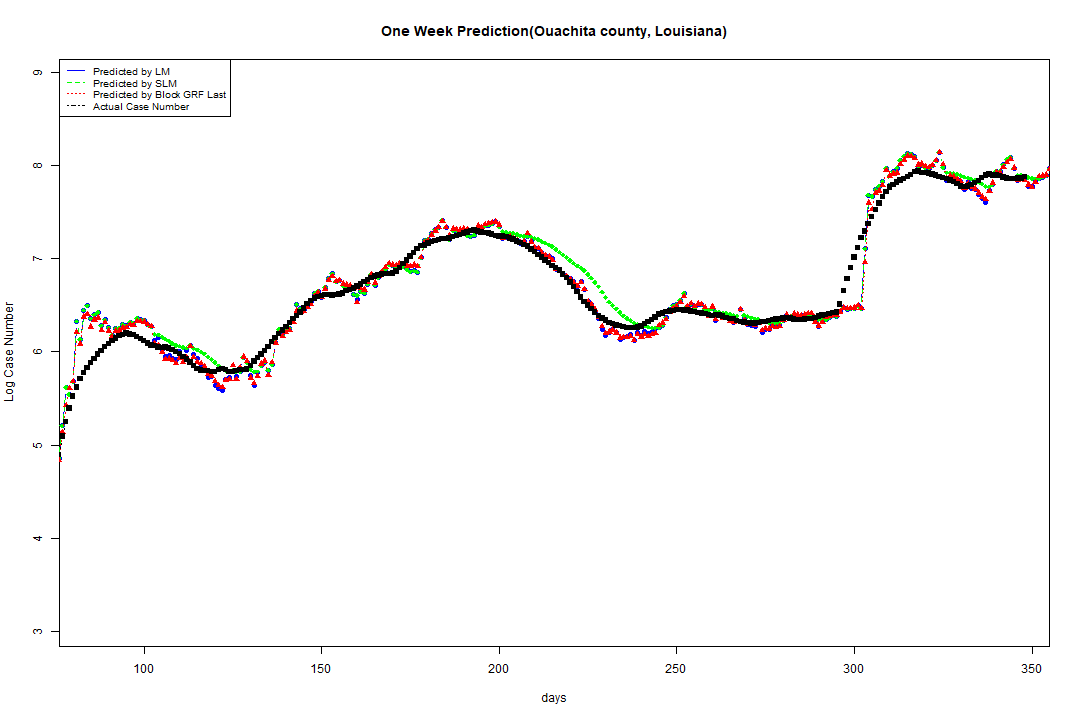 One Week Prediction(Ouachita county, Louisiana)
Predicted by LM
Predicted by SLM
Predicted by Block GRF Last
Actual Case Number
9
8
7
6
5
4
3
Log Case Number
100 150 200 250 300 350
days